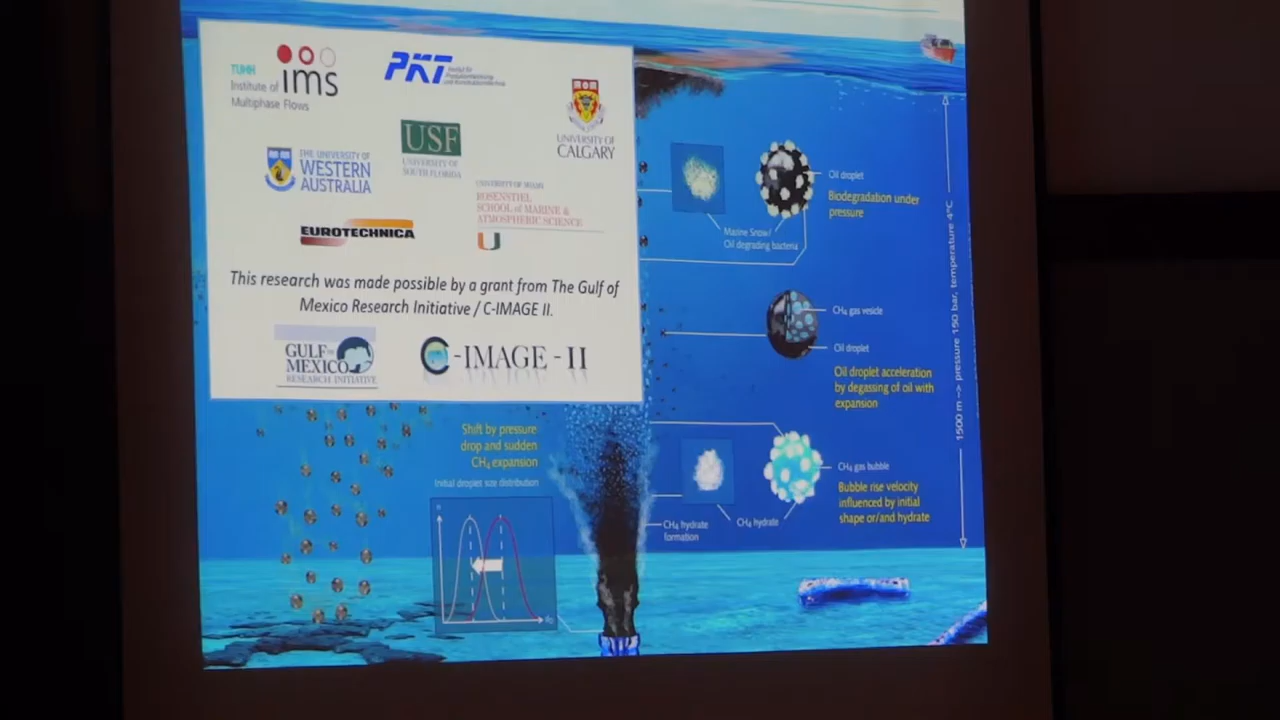 TUHH
Institute of
Multiphase Flows
ims
PKT
Institut für
Produktentwicklung
und Konstruktionstechnik
UNIVERSITY OF
CALGARY
THE UNIVERSITY OF
WESTERN
AUSTRALIA
USF
UNIVERSITY OF
SOUTH FLORIDA
UNIVERSITY OF MIAMI
ROSENSTIEL
SCHOOL of MARINE &
ATMOSPHERIC SCIENCE
U
EUROTECHNICA
This research was made possible by a grant from The Gulf of
Mexico Research Initiative / C-IMAGE II.
GULF OF
MEXICO
RESEARCH INITIATIVE
C-IMAGE-II
Oil droplet
Biodegradation under
pressure
Marine Snow/
Oil degrading bacteria
CH₄ gas vesicle
Oil droplet
Oil droplet acceleration
by degassing of oil with
expansion
Shift by pressure
drop and sudden
CH₄ expansion
Initial droplet size distribution
n
CH₄ gas bubble
Bubble rise velocity
influenced by initial
shape or/and hydrate
CH₄ hydrate
formation
CH₄ hydrate
1500 m --> pressure 150 bar, temperature 4°C